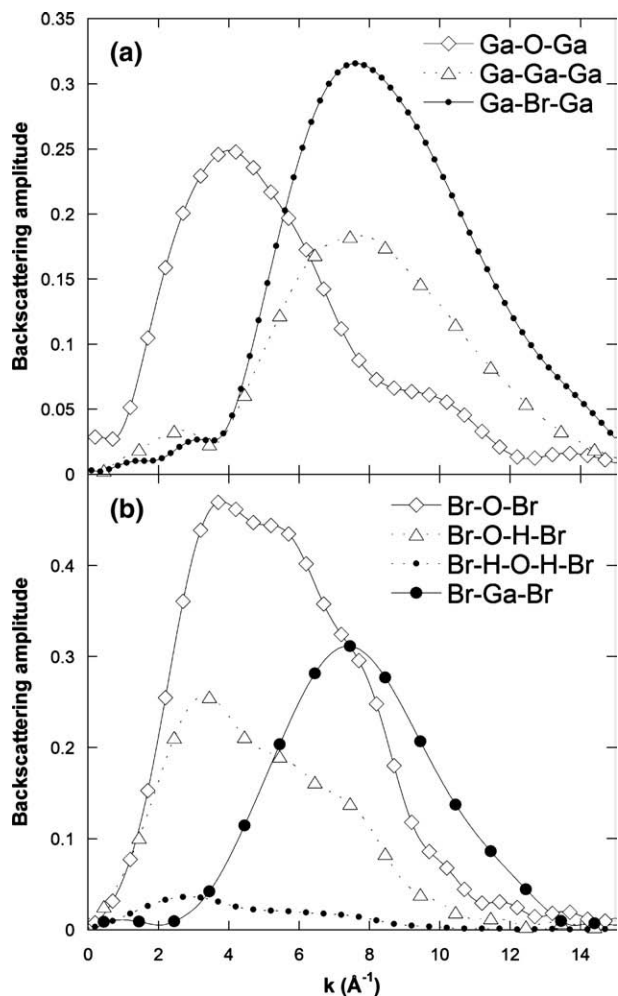 0.35
(a)
Ga-O-Ga
Ga-Ga-Ga
0.3
Ga-Br-Ga
0.25
0.2
0.15
0.1
0.05
0
Backscattering amplitude
(b)
Br-O-Br
Br-O-H-Br
0.4
Br-H-O-H-Br
Br-Ga-Br
0.3
0.2
0.1
0
Backscattering amplitude
0 2 4 6 8 10 12 14
k (Å⁻¹)